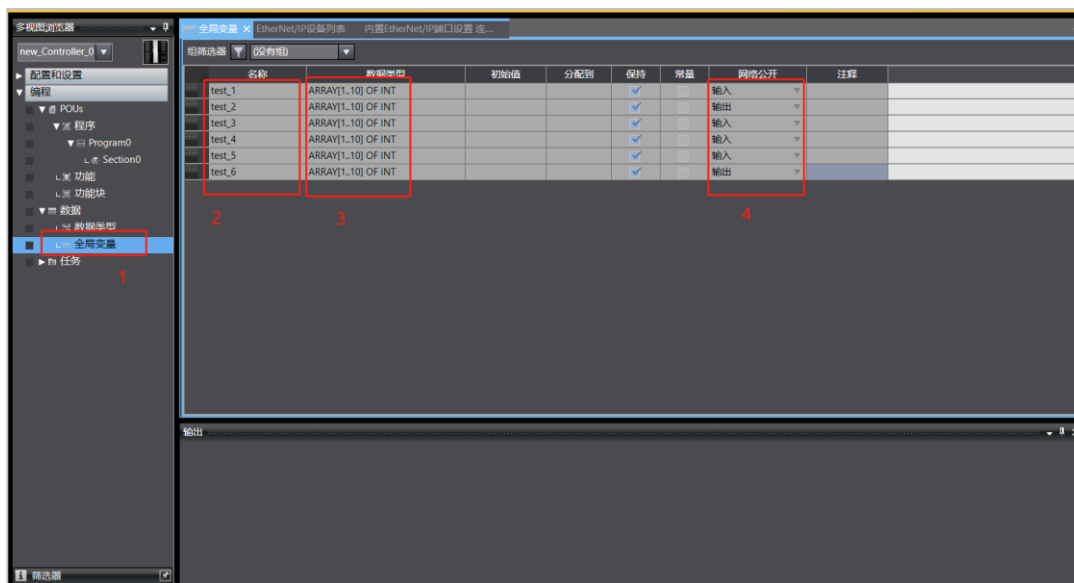 多视图浏览器
new_Controller_0
配置和设置
编程
POUs
程序
Program0
Section0
功能
功能块
数据
数据类型
全局变量
任务
1
筛选器
全局变量 EtherNet/IP设备列表 内置EtherNet/IP端口设置 连...
组筛选器 (没有组)
名称 数据类型 初始值 分配到 保持 常量 网络公开 注释
test_1 ARRAY[1..10] OF INT 输入
test_2 ARRAY[1..10] OF INT 输出
test_3 ARRAY[1..10] OF INT 输入
test_4 ARRAY[1..10] OF INT 输入
test_5 ARRAY[1..10] OF INT 输入
test_6 ARRAY[1..10] OF INT 输出
2 3 4
输出